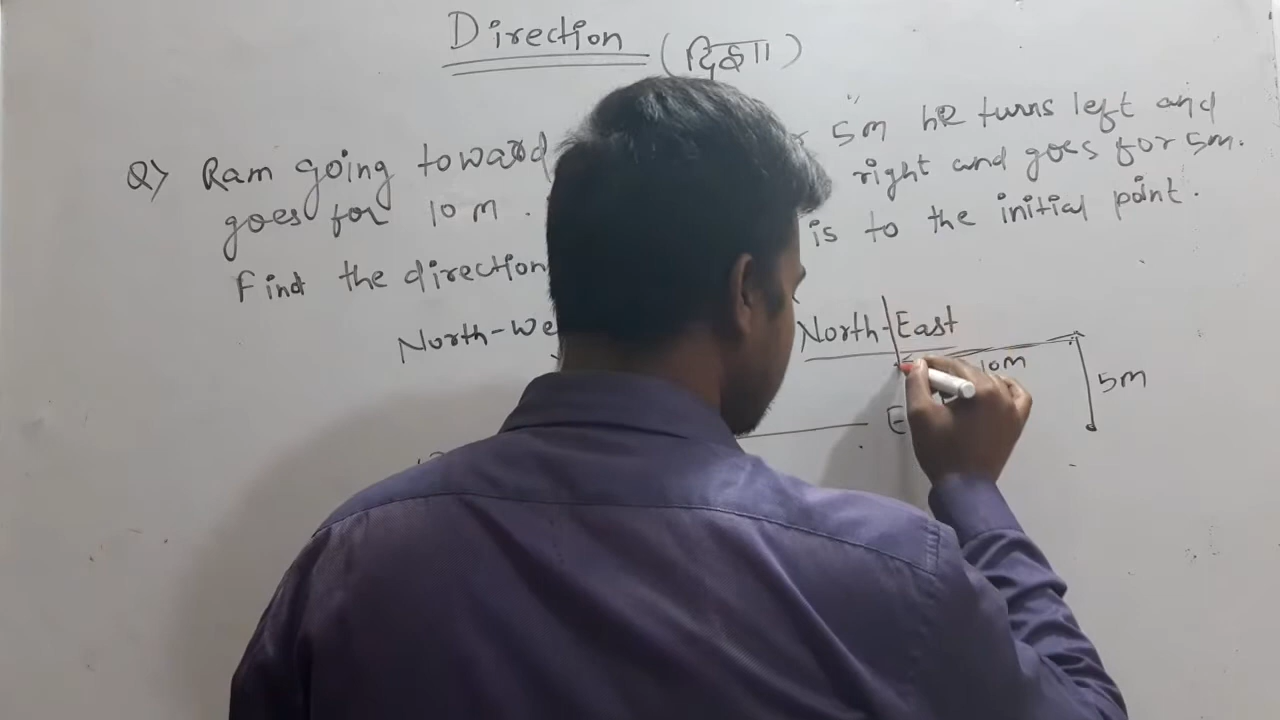 Direction (दिशा)
Q) Ram going toward 5m he turns left and
goes for 10 m. right and goes for 5m.
Find the direction is to the initial point.
North-We North-East
10m 5m
E